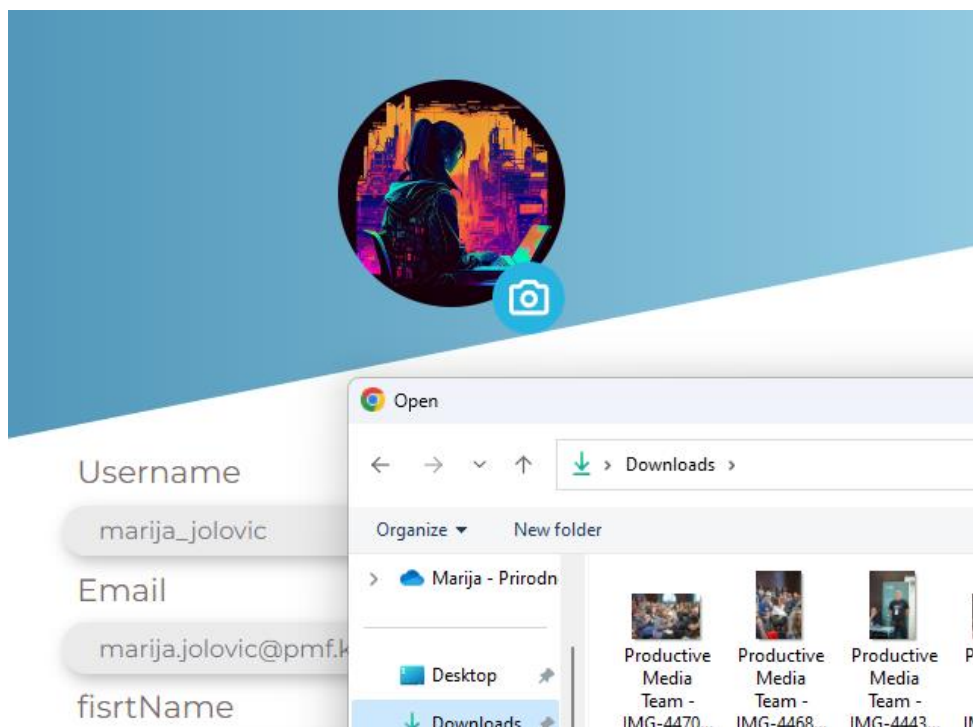 Open
Downloads
Username
marija_jolovic
Organize
New folder
Marija - Prirodn
Email
marija.jolovic@pmf.k
Desktop
Productive
Media
Team -
IMG-4470...
Productive
Media
Team -
IMG-4468...
Productive
Media
Team -
IMG-4443...
fisrtName
Downloads